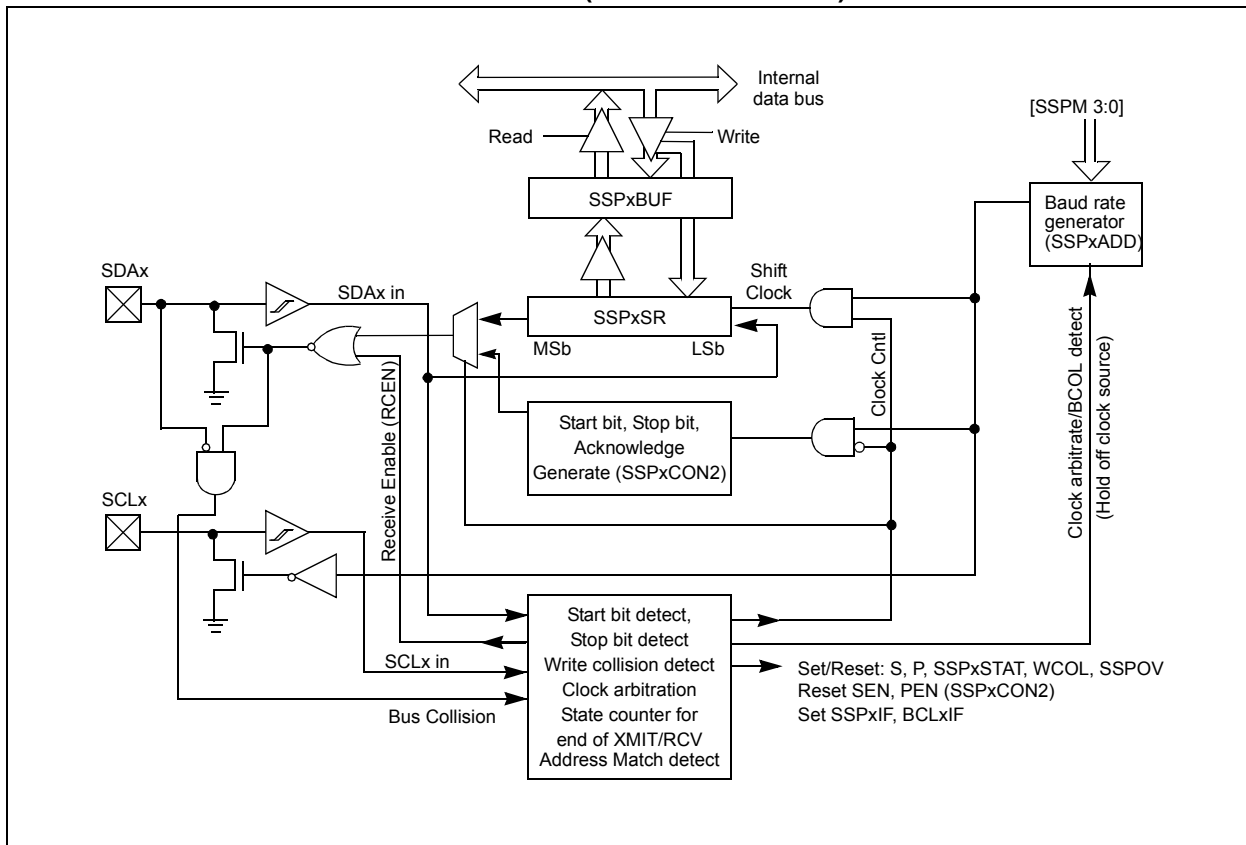 Internal
data bus
[SSPM 3:0]
Read
Write
SSPxBUF
Baud rate
generator
(SSPxADD)
SDAx
Shift
Clock
SDAx in
SSPxSR
MSb
LSb
Clock Cntl
Receive Enable (RCEN)
Start bit, Stop bit,
Acknowledge
Generate (SSPxCON2)
Clock arbitrate/BCOL detect
(Hold off clock source)
SCLx
Start bit detect,
Stop bit detect
Write collision detect
Clock arbitration
State counter for
end of XMIT/RCV
Address Match detect
SCLx in
Bus Collision
Set/Reset: S, P, SSPxSTAT, WCOL, SSPOV
Reset SEN, PEN (SSPxCON2)
Set SSPxIF, BCLxIF